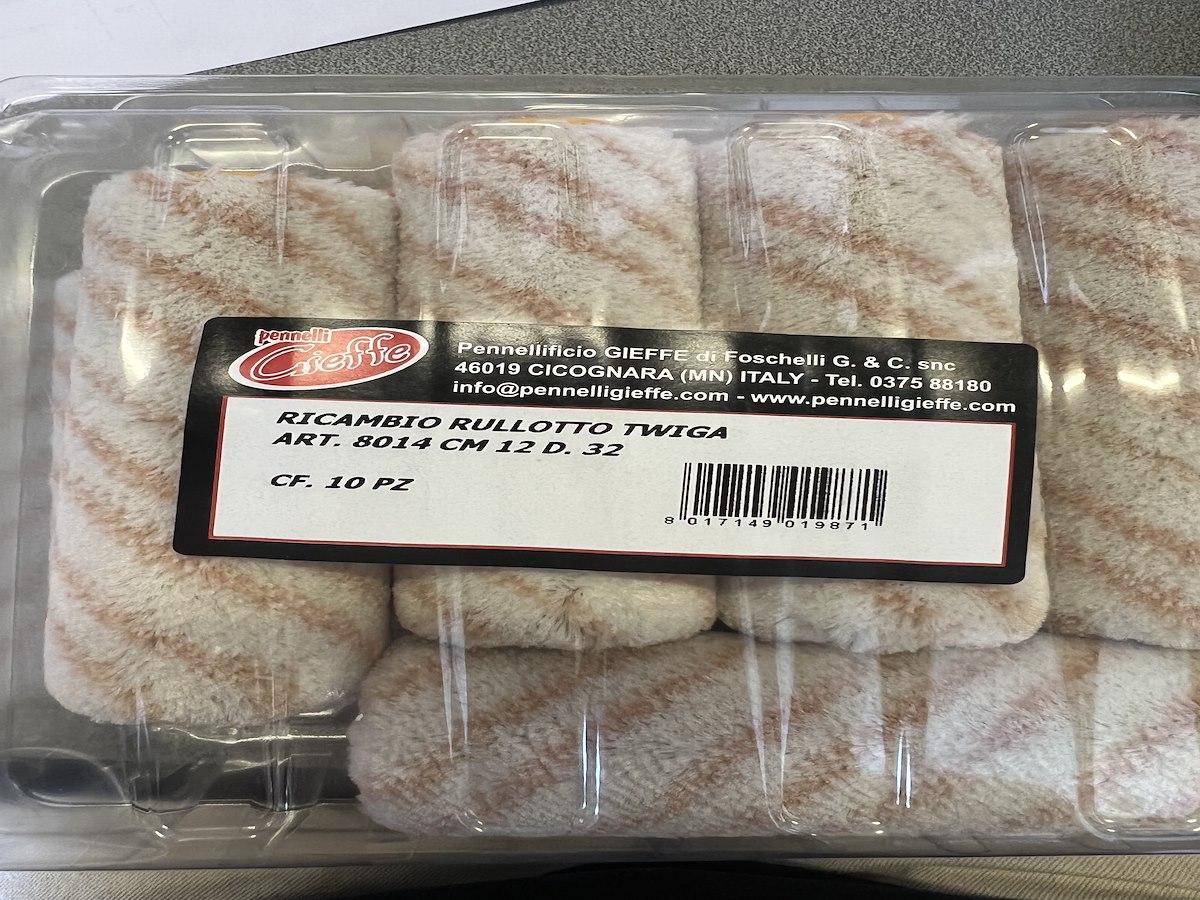 pennelli
Gieffe
Pennellificio GIEFFE di Foschelli G. & C. snc
46019 CICOGNARA (MN) ITALY - Tel. 0375 88180
info@pennelligieffe.com - www.pennelligieffe.com
RICAMBIO RULLOTTO TWIGA
ART. 8014 CM 12 D. 32
CF. 10 PZ
8 017149 019871